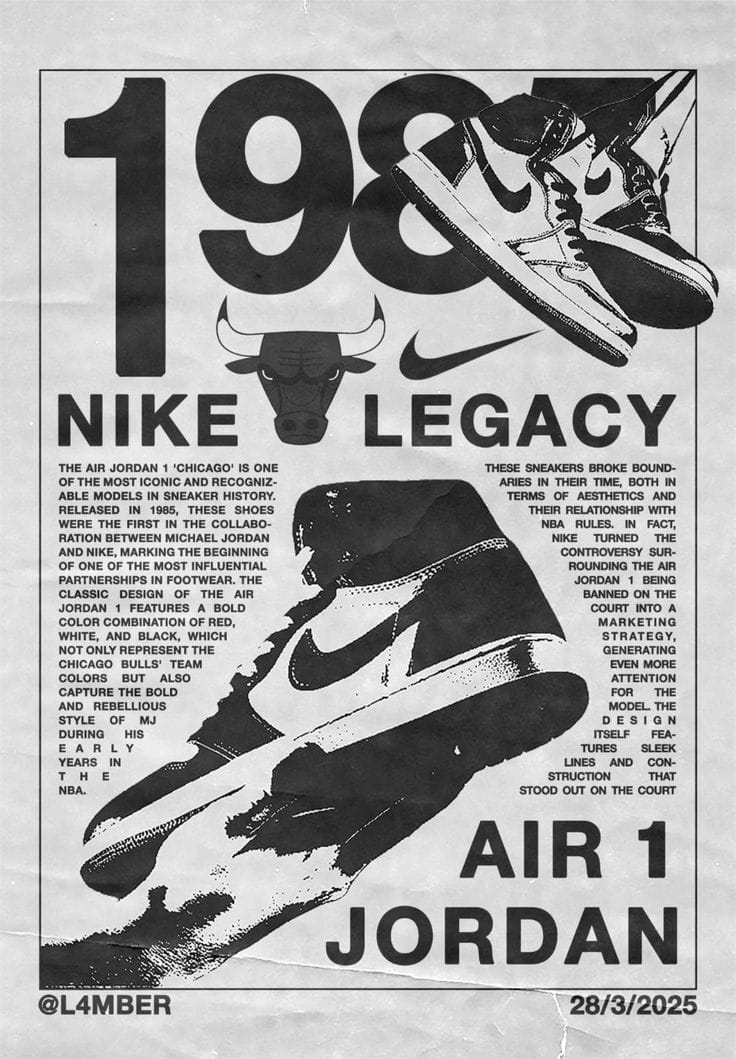 1985
NIKE LEGACY
THE AIR JORDAN 1 'CHICAGO' IS ONE
OF THE MOST ICONIC AND RECOGNIZ-
ABLE MODELS IN SNEAKER HISTORY.
RELEASED IN 1985, THESE SHOES
WERE THE FIRST IN THE COLLABO-
RATION BETWEEN MICHAEL JORDAN
AND NIKE, MARKING THE BEGINNING
OF ONE OF THE MOST INFLUENTIAL
PARTNERSHIPS IN FOOTWEAR. THE
CLASSIC DESIGN OF THE AIR
JORDAN 1 FEATURES A BOLD
COLOR COMBINATION OF RED,
WHITE, AND BLACK, WHICH
NOT ONLY REPRESENT THE
CHICAGO BULLS' TEAM
COLORS BUT ALSO
CAPTURE THE BOLD
AND REBELLIOUS
STYLE OF MJ
DURING HIS
EARLY
YEARS IN
THE
NBA.
THESE SNEAKERS BROKE BOUND-
ARIES IN THEIR TIME, BOTH IN
TERMS OF AESTHETICS AND
THEIR RELATIONSHIP WITH
NBA RULES. IN FACT,
NIKE TURNED THE
CONTROVERSY SUR-
ROUNDING THE AIR
JORDAN 1 BEING
BANNED ON THE
COURT INTO A
MARKETING
STRATEGY,
GENERATING
EVEN MORE
ATTENTION
FOR THE
MODEL. THE
DESIGN
ITSELF FEA-
TURES SLEEK
LINES AND CON-
STRUCTION THAT
STOOD OUT ON THE COURT
AIR 1
JORDAN
@L4MBER
28/3/2025